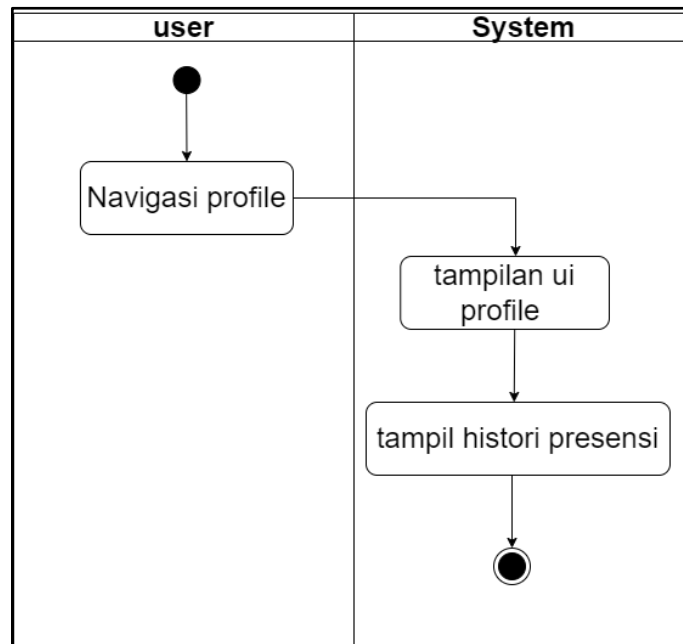 user
System
Navigasi profile
tampilan ui
profile
tampil histori presensi